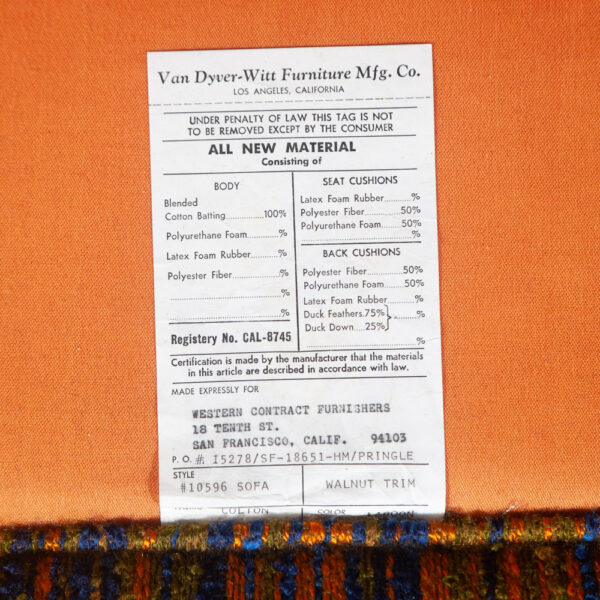 Van Dyver-Witt Furniture Mfg. Co.
LOS ANGELES, CALIFORNIA
UNDER PENALTY OF LAW THIS TAG IS NOT
TO BE REMOVED EXCEPT BY THE CONSUMER
ALL NEW MATERIAL
Consisting of
BODY
Blended
Cotton Batting..............100%
Polyurethane Foam...........%
Latex Foam Rubber...........%
Polyester Fiber.................%
.................................%
.................................%
Registery No. CAL-8745
SEAT CUSHIONS
Latex Foam Rubber..........%
Polyester Fiber............50%
Polyurethane Foam.......50%
.................................%
BACK CUSHIONS
Polyester Fiber............50%
Polyurethane Foam.......50%
Latex Foam Rubber..........%
Duck Feathers.75% } ..........%
Duck Down.....25%
.................................%
Certification is made by the manufacturer that the materials
in this article are described in accordance with law.
MADE EXPRESSLY FOR
WESTERN CONTRACT FURNISHERS
18 TENTH ST.
SAN FRANCISCO, CALIF. 94103
P. O. #: I5278/SF-18651-HM/PRINGLE
STYLE
#10596 SOFA
WALNUT TRIM
COLOR